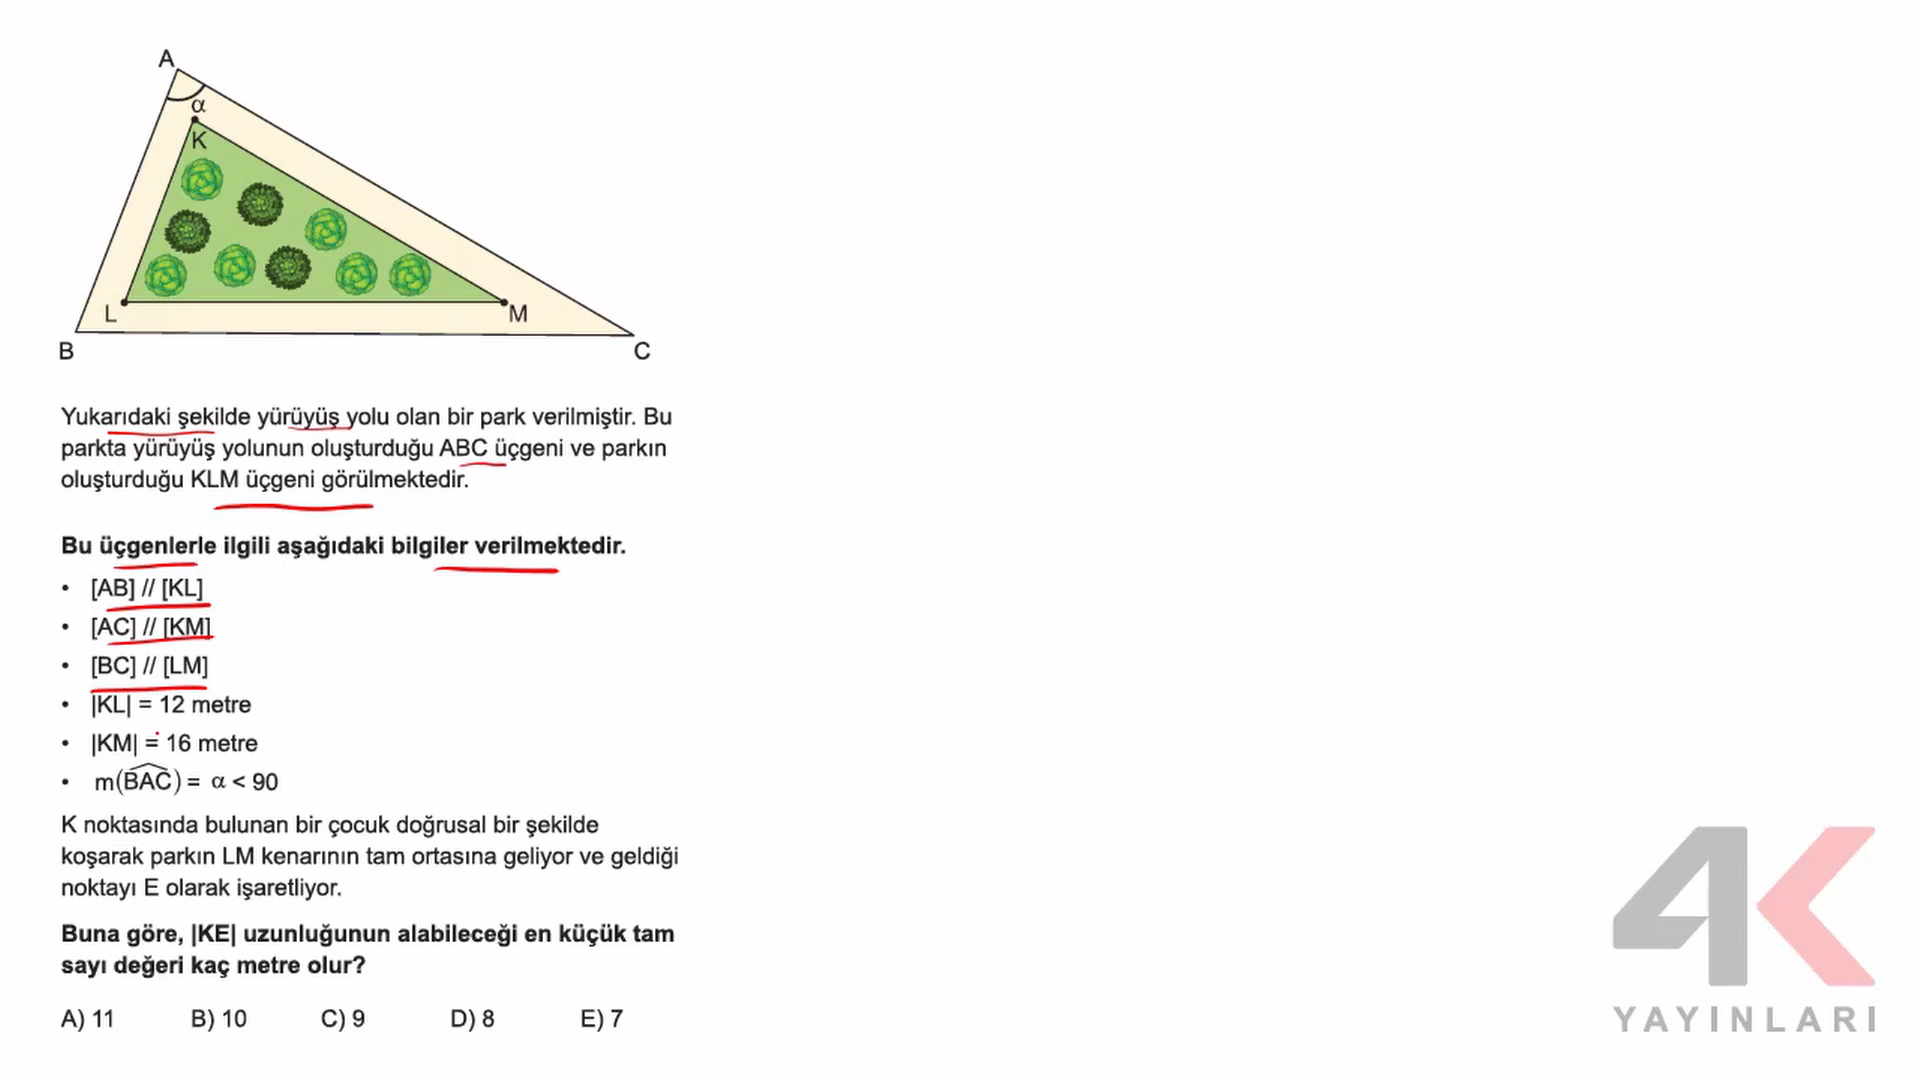 A
α
K
L
M
B
C
Yukarıdaki şekilde yürüyüş yolu olan bir park verilmiştir. Bu
parkta yürüyüş yolunun oluşturduğu ABC üçgeni ve parkın
oluşturduğu KLM üçgeni görülmektedir.
Bu üçgenlerle ilgili aşağıdaki bilgiler verilmektedir.
• [AB] // [KL]
• [AC] // [KM]
• [BC] // [LM]
• |KL| = 12 metre
• |KM| = 16 metre
• m(BAC) = α < 90
K noktasında bulunan bir çocuk doğrusal bir şekilde
koşarak parkın LM kenarının tam ortasına geliyor ve geldiği
noktayı E olarak işaretliyor.
Buna göre, |KE| uzunluğunun alabileceği en küçük tam
sayı değeri kaç metre olur?
A) 11 B) 10 C) 9 D) 8 E) 7
4K
YAYINLARI